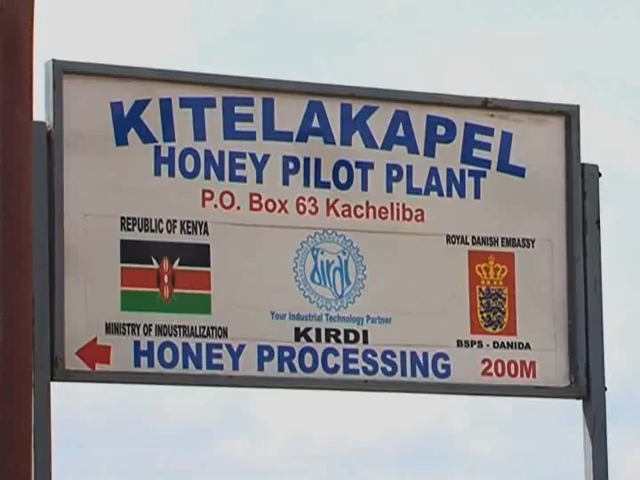 KITELAKAPEL
HONEY PILOT PLANT
P.O. Box 63 Kacheliba
REPUBLIC OF KENYA
MINISTRY OF INDUSTRIALIZATION
Kirdi
Your Industrial Technology Partner
KIRDI
ROYAL DANISH EMBASSY
BSPS - DANIDA
HONEY PROCESSING 200M